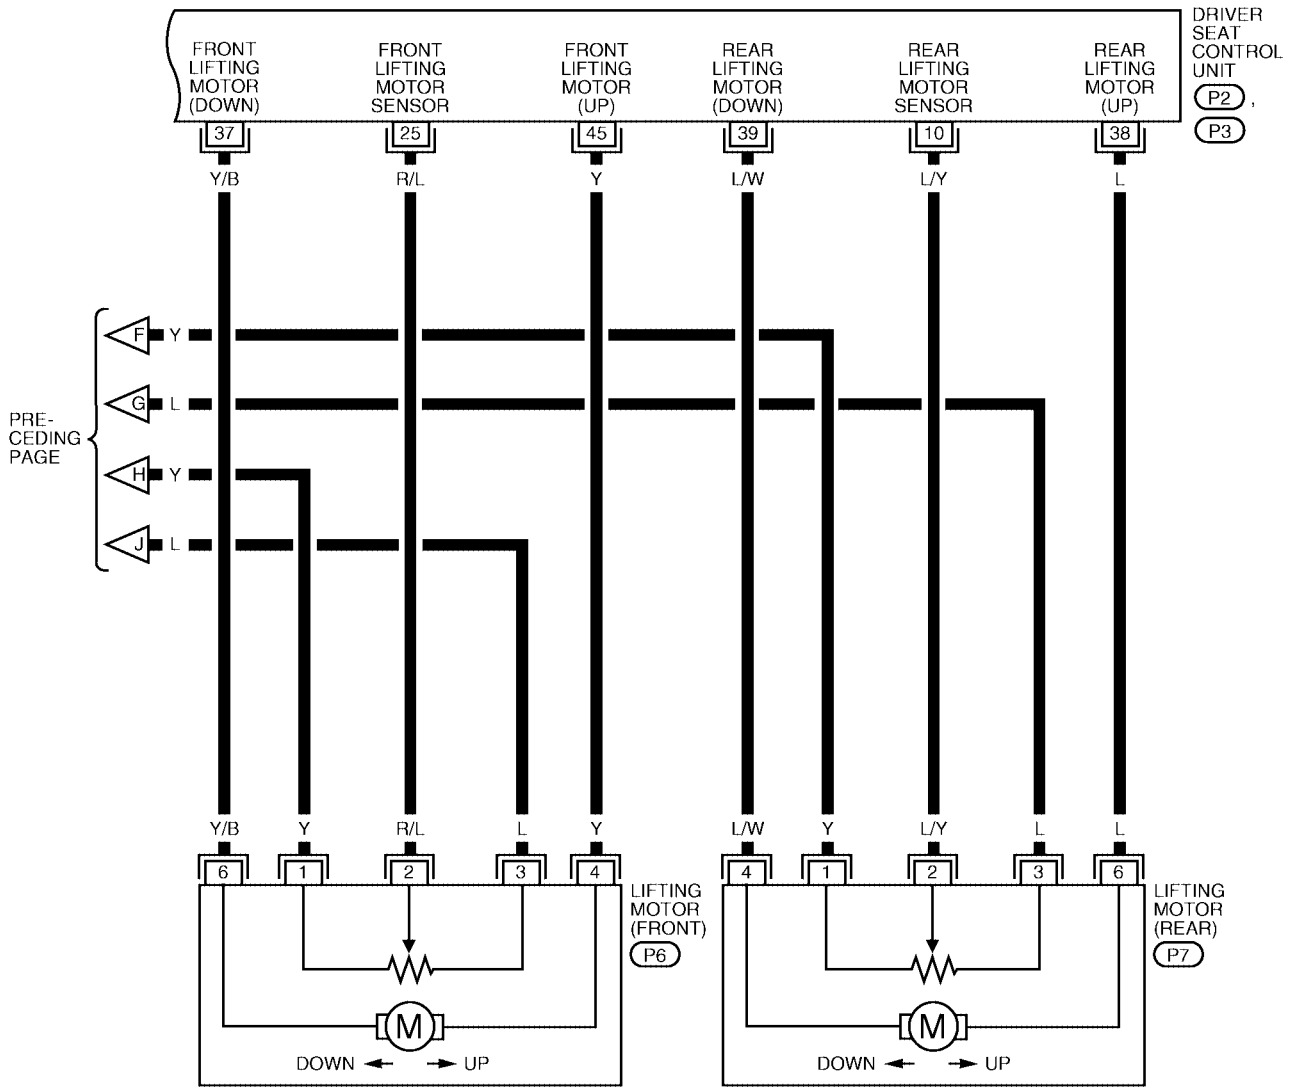 FRONT
LIFTING
MOTOR
(DOWN)
FRONT
LIFTING
MOTOR
SENSOR
FRONT
LIFTING
MOTOR
(UP)
REAR
LIFTING
MOTOR
(DOWN)
REAR
LIFTING
MOTOR
SENSOR
REAR
LIFTING
MOTOR
(UP)
DRIVER
SEAT
CONTROL
UNIT
P2 ,
P3
37 25 45 39 10 38
Y/B R/L Y L/W L/Y L
F Y
G L
H Y
J L
PRE-
CEDING
PAGE
Y/B Y R/L L Y L/W Y L/Y L L
6 1 2 3 4 4 1 2 3 6
LIFTING
MOTOR
(FRONT)
P6
LIFTING
MOTOR
(REAR)
P7
M M
DOWN UP DOWN UP